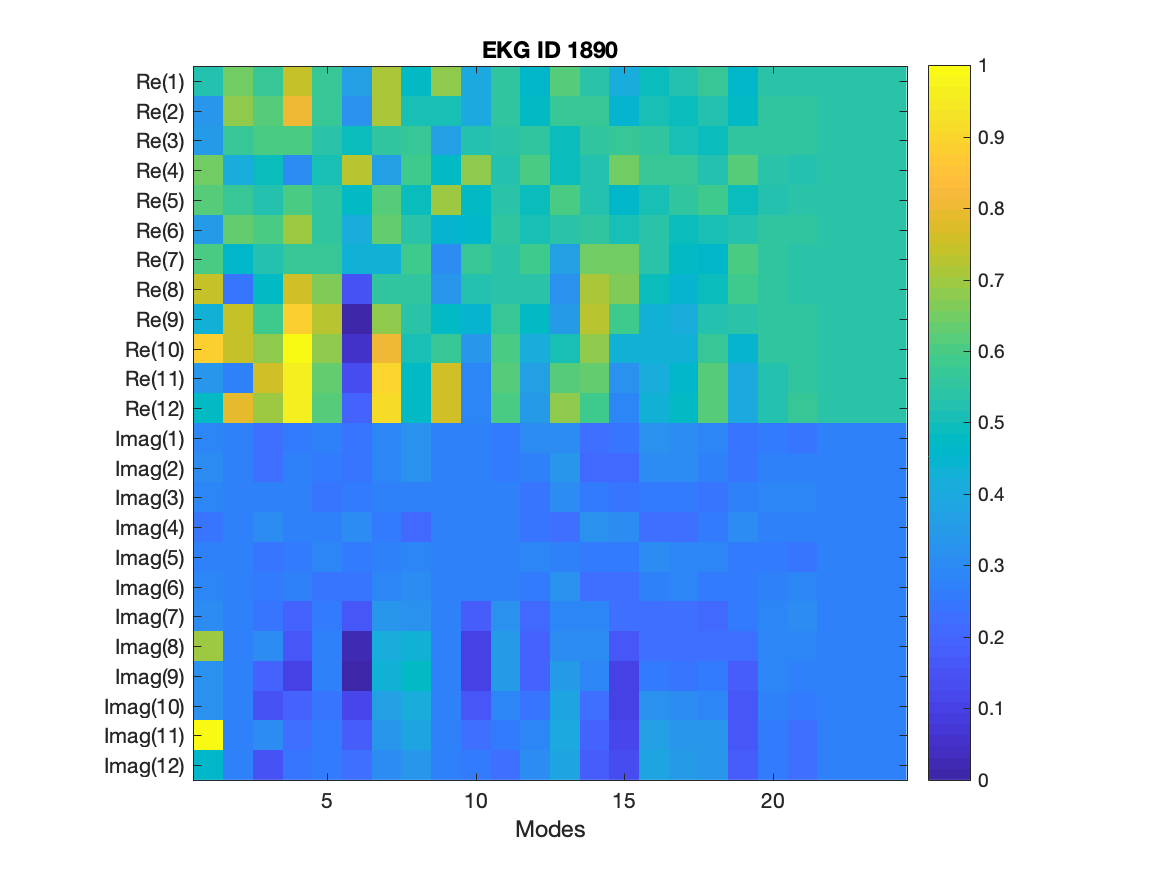 EKG ID 1890
Re(1)
Re(2)
Re(3)
Re(4)
Re(5)
Re(6)
Re(7)
Re(8)
Re(9)
Re(10)
Re(11)
Re(12)
Imag(1)
Imag(2)
Imag(3)
Imag(4)
Imag(5)
Imag(6)
Imag(7)
Imag(8)
Imag(9)
Imag(10)
Imag(11)
Imag(12)
5 10 15 20
Modes
1
0.9
0.8
0.7
0.6
0.5
0.4
0.3
0.2
0.1
0